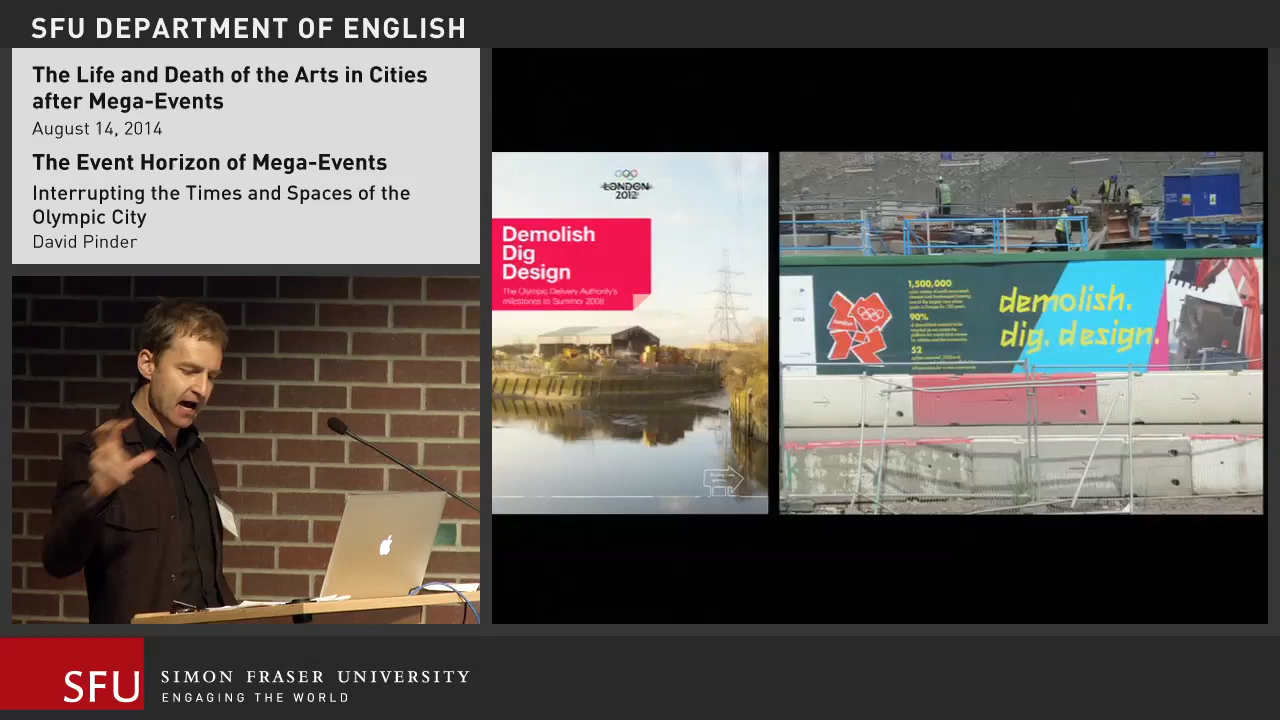 SFU DEPARTMENT OF ENGLISH
The Life and Death of the Arts in Cities
after Mega-Events
August 14, 2014
The Event Horizon of Mega-Events
Interrupting the Times and Spaces of the
Olympic City
David Pinder
LONDON
2012
Demolish
Dig
Design
The Olympic Delivery Authority's
milestones to Summer 2008
VISA
1,500,000
90%
52
demolish.
dig. design.
SFU
SIMON FRASER UNIVERSITY
ENGAGING THE WORLD